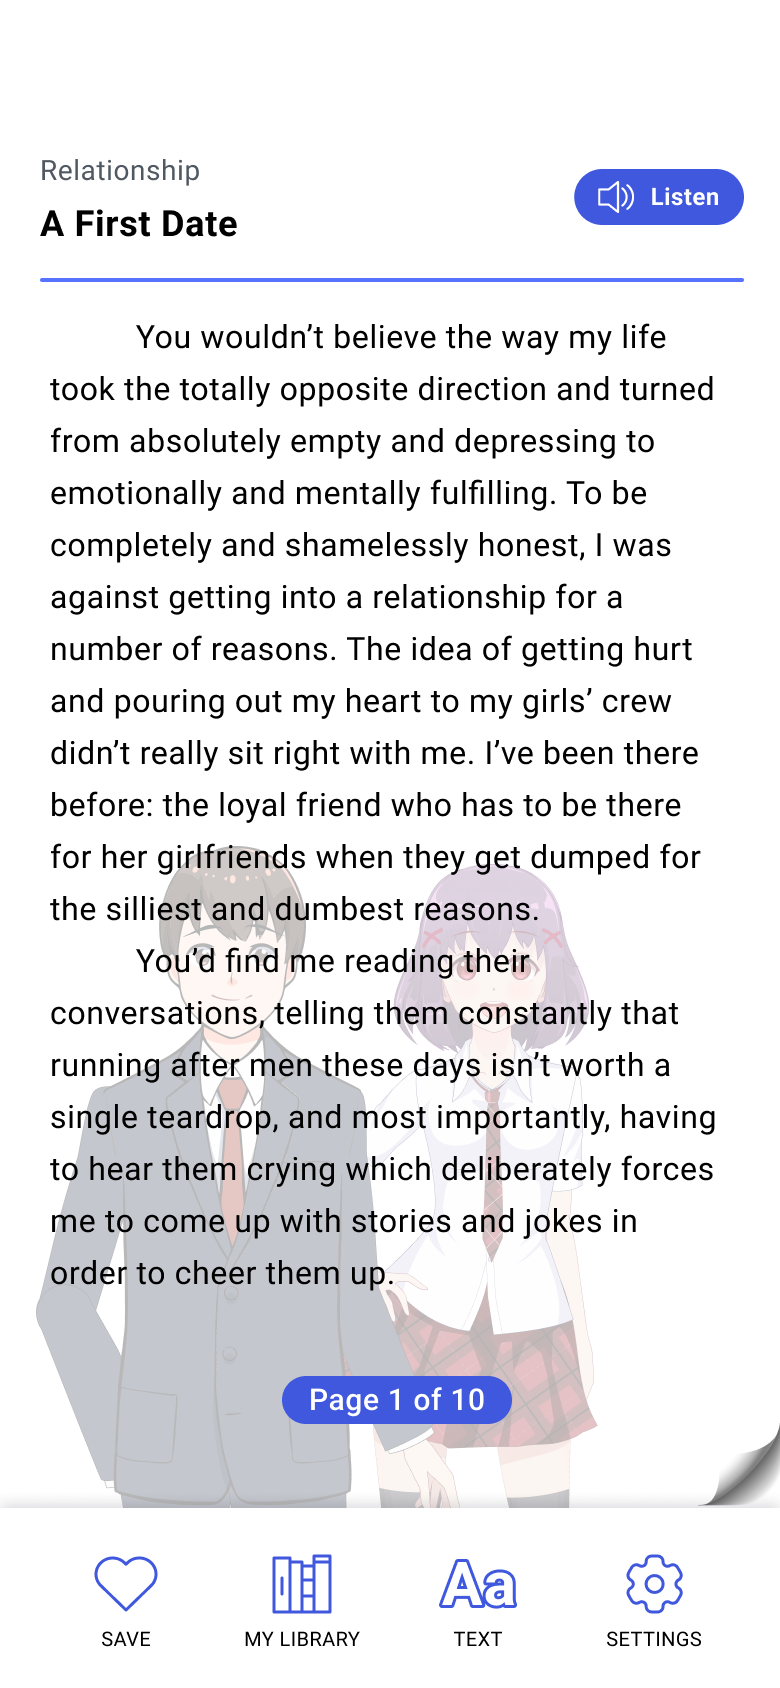 Relationship
A First Date
Listen
You wouldn’t believe the way my life
took the totally opposite direction and turned
from absolutely empty and depressing to
emotionally and mentally fulfilling. To be
completely and shamelessly honest, I was
against getting into a relationship for a
number of reasons. The idea of getting hurt
and pouring out my heart to my girls’ crew
didn’t really sit right with me. I’ve been there
before: the loyal friend who has to be there
for her girlfriends when they get dumped for
the silliest and dumbest reasons.
You’d find me reading their
conversations, telling them constantly that
running after men these days isn’t worth a
single teardrop, and most importantly, having
to hear them crying which deliberately forces
me to come up with stories and jokes in
order to cheer them up.
Page 1 of 10
Aa
SAVE
MY LIBRARY
TEXT
SETTINGS